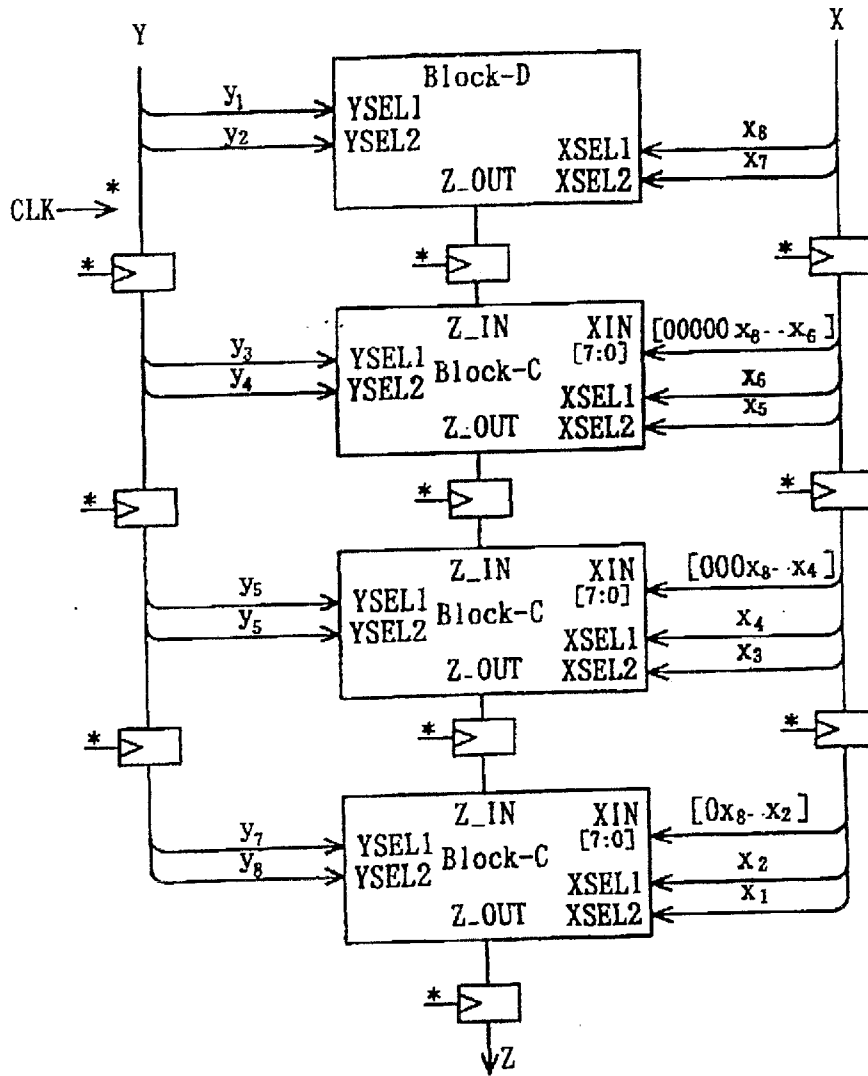 Y
X
Block-D
y1
YSEL1
y2
YSEL2
x8
XSEL1
x7
XSEL2
Z_OUT
*
CLK
*
*
*
Z_IN
XIN
[00000x8--x6]
[7:0]
y3
YSEL1
y4
YSEL2
Block-C
x6
XSEL1
x5
XSEL2
Z_OUT
*
*
*
Z_IN
XIN
[000x8--x4]
[7:0]
y5
YSEL1
y5
YSEL2
Block-C
x4
XSEL1
x3
XSEL2
Z_OUT
*
*
*
Z_IN
XIN
[0x8--x2]
[7:0]
y7
YSEL1
y8
YSEL2
Block-C
x2
XSEL1
x1
XSEL2
Z_OUT
*
Z